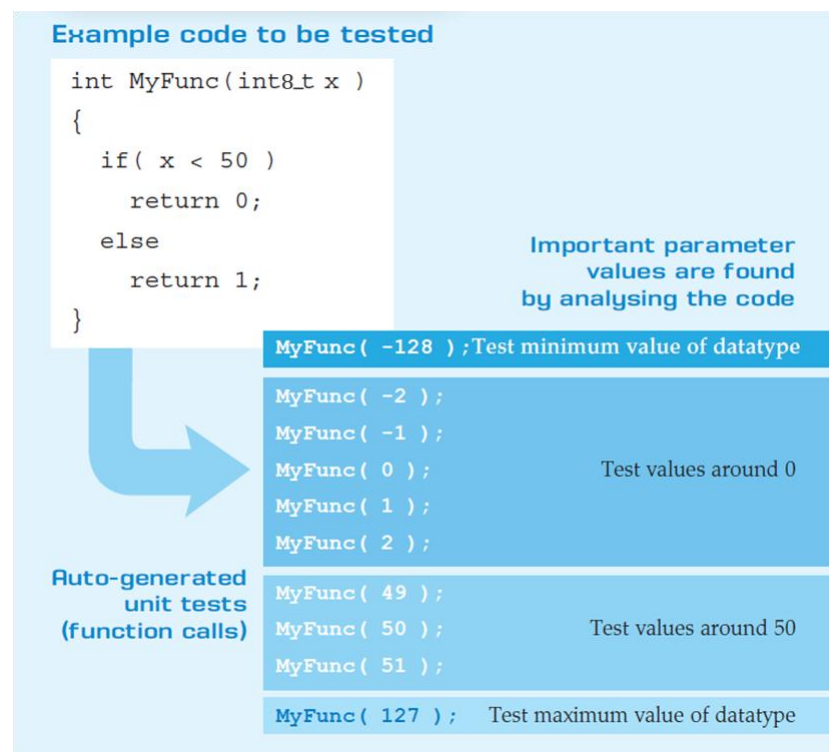 Example code to be tested
int MyFunc(int8_t x )
{
if( x < 50 )
return 0;
else
return 1;
}
Important parameter
values are found
by analysing the code
MyFunc( -128 ) ;Test minimum value of datatype
MyFunc( -2 );
MyFunc( -1 );
MyFunc( 0 ); Test values around 0
MyFunc( 1 );
MyFunc( 2 );
Auto-generated
unit tests
(function calls)
MyFunc( 49 );
MyFunc( 50 ); Test values around 50
MyFunc( 51 );
MyFunc( 127 ); Test maximum value of datatype